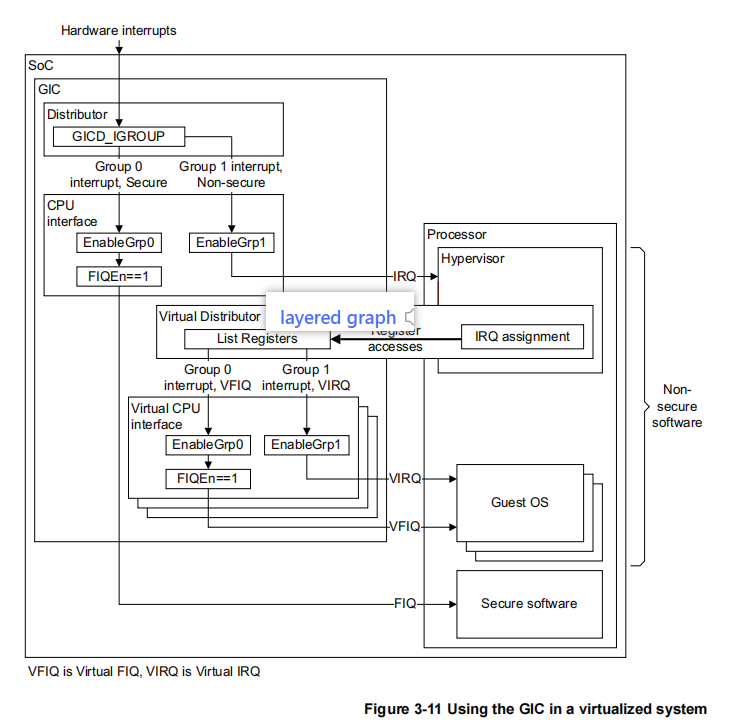 Hardware interrupts
SoC
GIC
Distributor
GICD_IGROUP
Group 0
interrupt, Secure
Group 1 interrupt,
Non-secure
CPU
interface
EnableGrp0
EnableGrp1
FIQEn==1
Processor
Hypervisor
IRQ
layered graph
Virtual Distributor
List Registers
Register
accesses
IRQ assignment
Group 0
interrupt, VFIQ
Group 1
interrupt, VIRQ
Non-
secure
software
Virtual CPU
interface
EnableGrp0
EnableGrp1
FIQEn==1
VIRQ
Guest OS
VFIQ
FIQ
Secure software
VFIQ is Virtual FIQ, VIRQ is Virtual IRQ
Figure 3-11 Using the GIC in a virtualized system